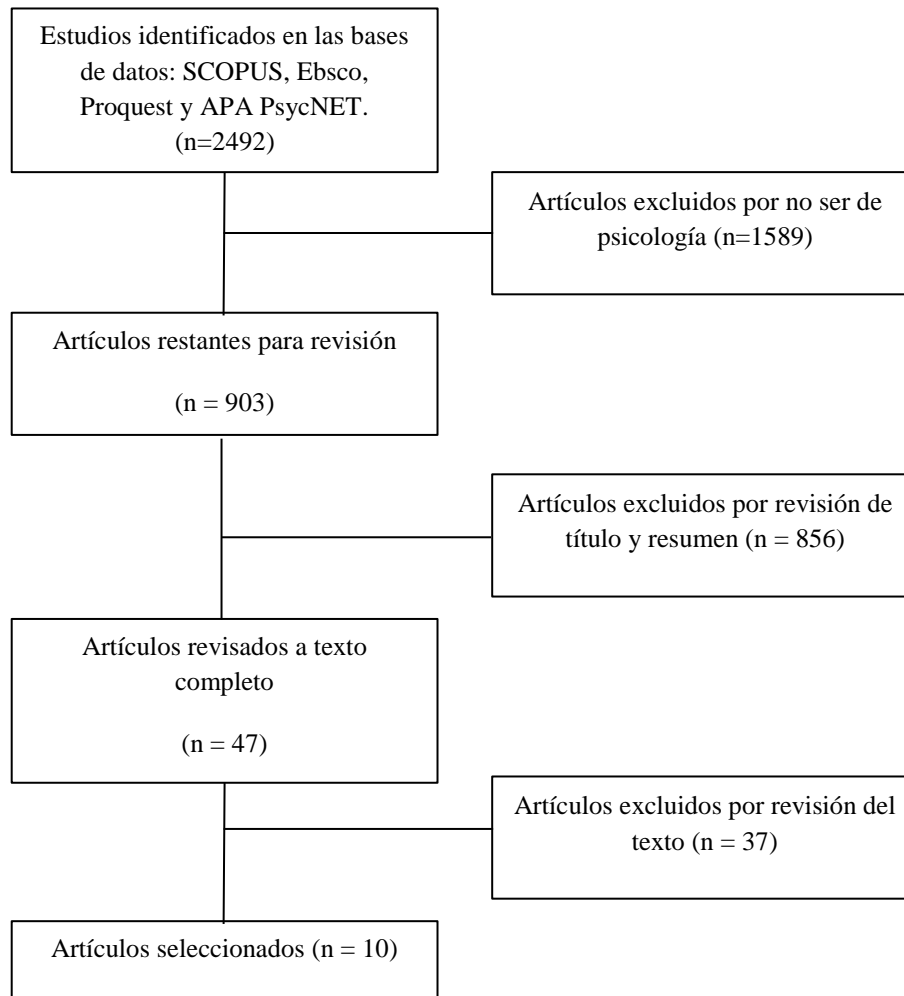 Estudios identificados en las bases
de datos: SCOPUS, Ebsco,
Proquest y APA PsycNET.
(n=2492)
Artículos excluidos por no ser de
psicología (n=1589)
Artículos restantes para revisión
(n = 903)
Artículos excluidos por revisión de
título y resumen (n = 856)
Artículos revisados a texto
completo
(n = 47)
Artículos excluidos por revisión del
texto (n = 37)
Artículos seleccionados (n = 10)